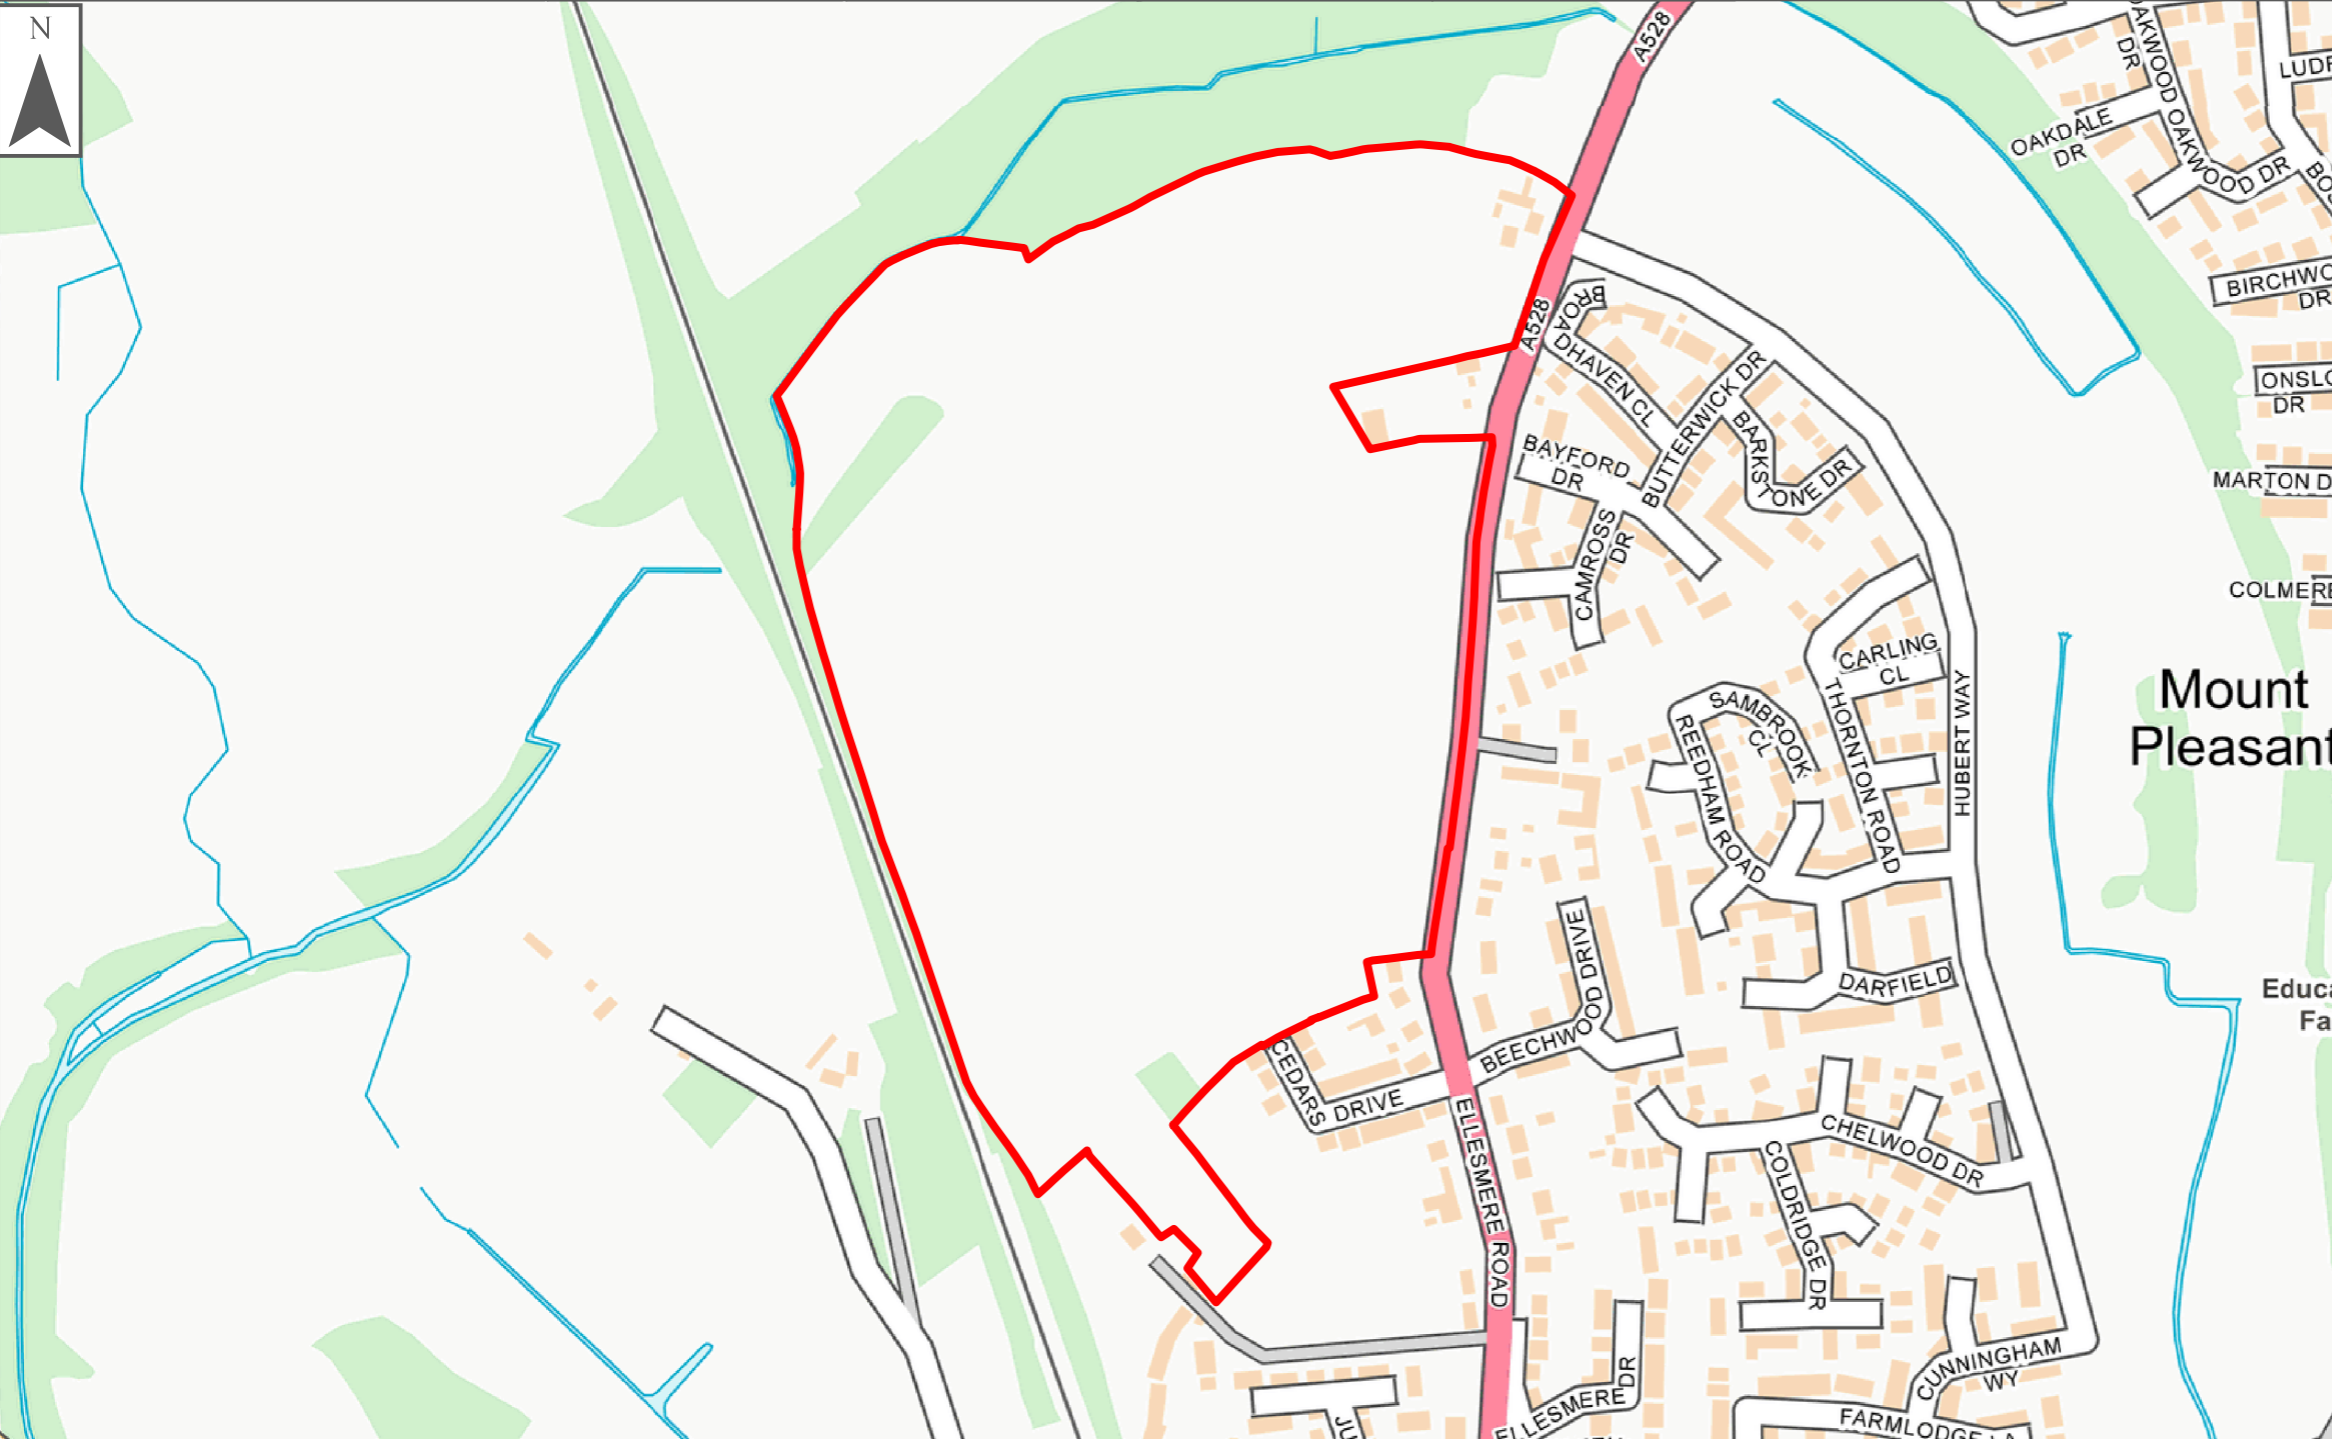 N
A528
OAKWOOD
DR
OAKWOOD DR
OAKDALE
DR
A528
BROADHAVEN CL
BUTTERWICK DR
BARKSTONE DR
BAYFORD
DR
CAMROSS
DR
ONSLO
DR
MARTON D
COLMERE
CARLING
CL
THORNTON ROAD
HUBERT WAY
SAMBROOK
CL
REEDHAM ROAD
Mount
Pleasant
BIRCHWO
DR
DARFIELD
Educa
Fa
BEECHWOOD DRIVE
CEDARS
DRIVE
ELLESMERE ROAD
CHELWOOD DR
COLDRIDGE DR
CUNNINGHAM
WY
ELLESMERE
DR
FARMLODGE LA
JU